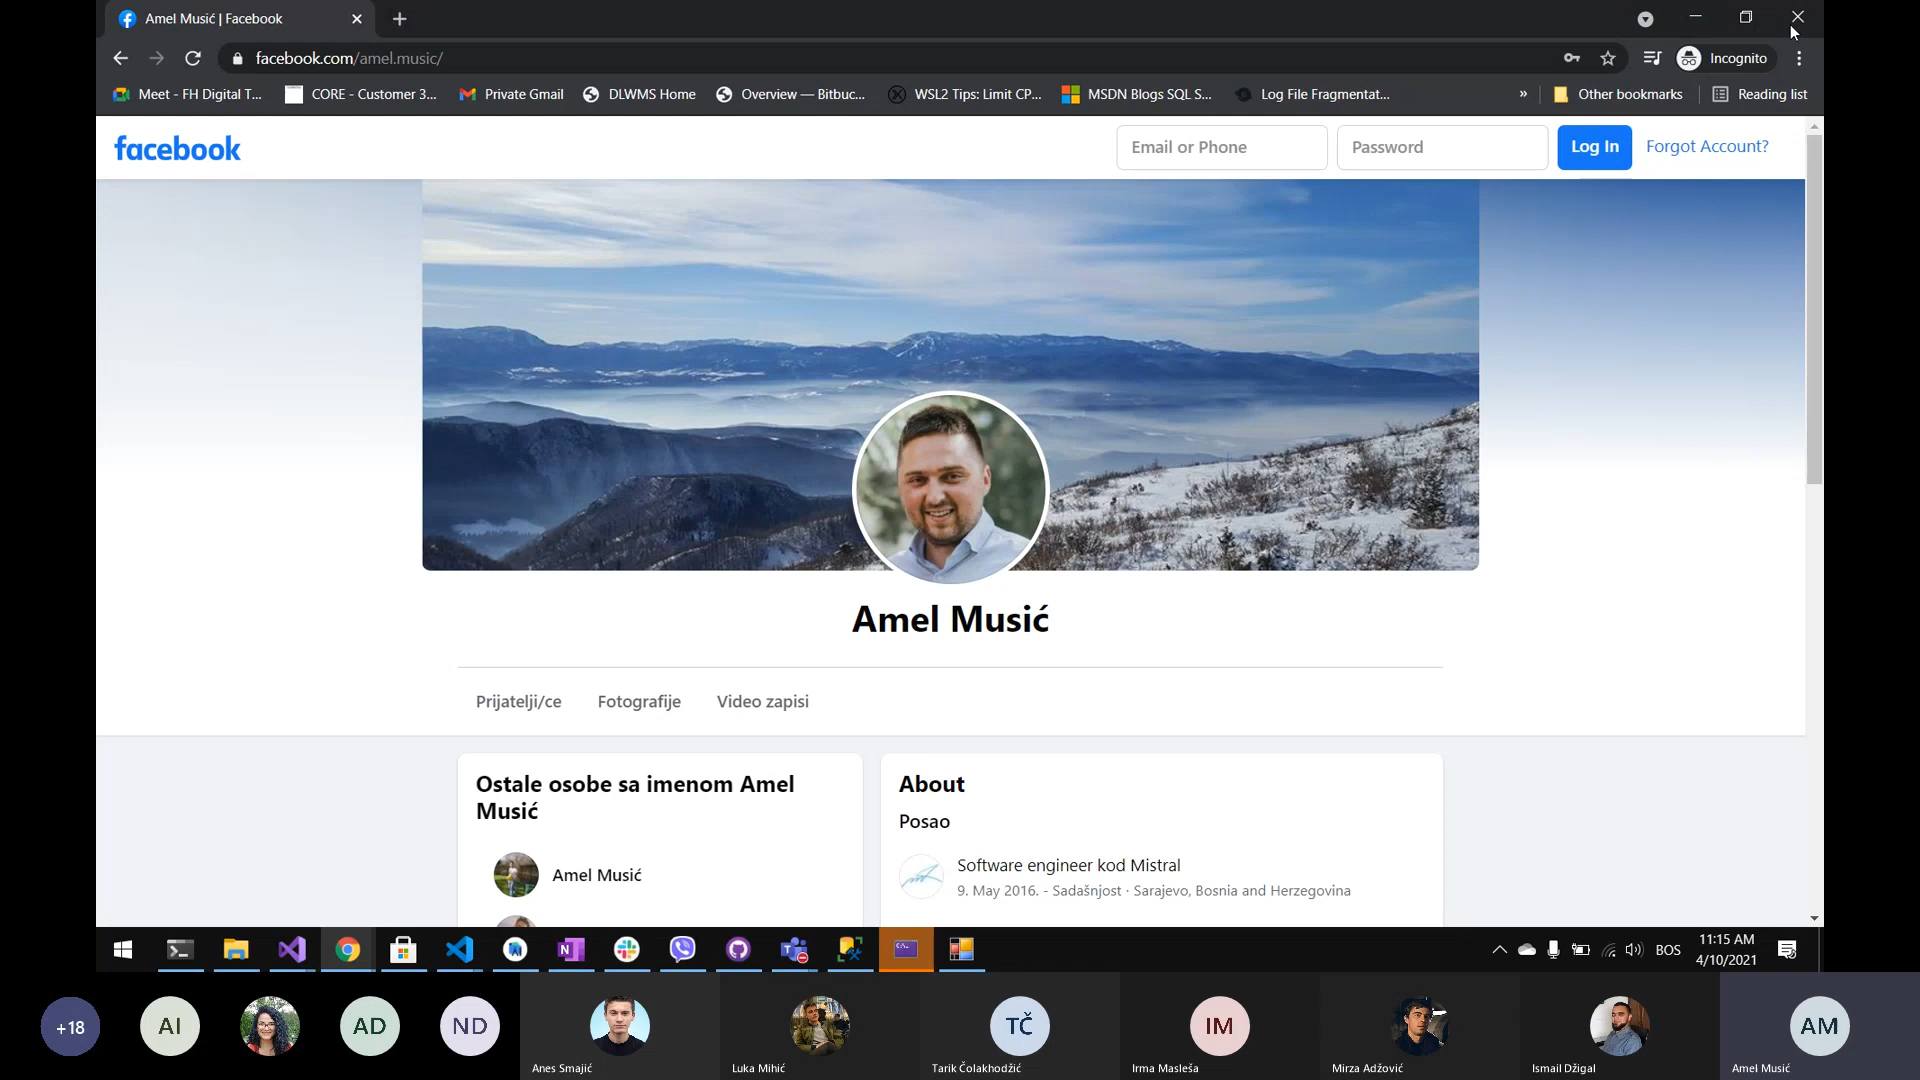 Amel Musić | Facebook
facebook.com/amel.music/
Incognito
Meet - FH Digital T...
CORE - Customer 3...
Private Gmail
DLWMS Home
Overview — Bitbuc...
WSL2 Tips: Limit CP...
MSDN Blogs SQL S...
Log File Fragmentat...
»
Other bookmarks
Reading list
facebook
Email or Phone
Password
Log In
Forgot Account?
Amel Musić
Prijatelji/ce
Fotografije
Video zapisi
Ostale osobe sa imenom Amel
Musić
Amel Musić
About
Posao
Software engineer kod Mistral
9. May 2016. - Sadašnjost · Sarajevo, Bosnia and Herzegovina
BOS
11:15 AM
4/10/2021
+18
AI
AD
ND
Anes Smajić
Luka Mihić
TČ
Tarik Čolakhodžić
IM
Irma Masleša
Mirza Adžović
Ismail Džigal
AM
Amel Musić